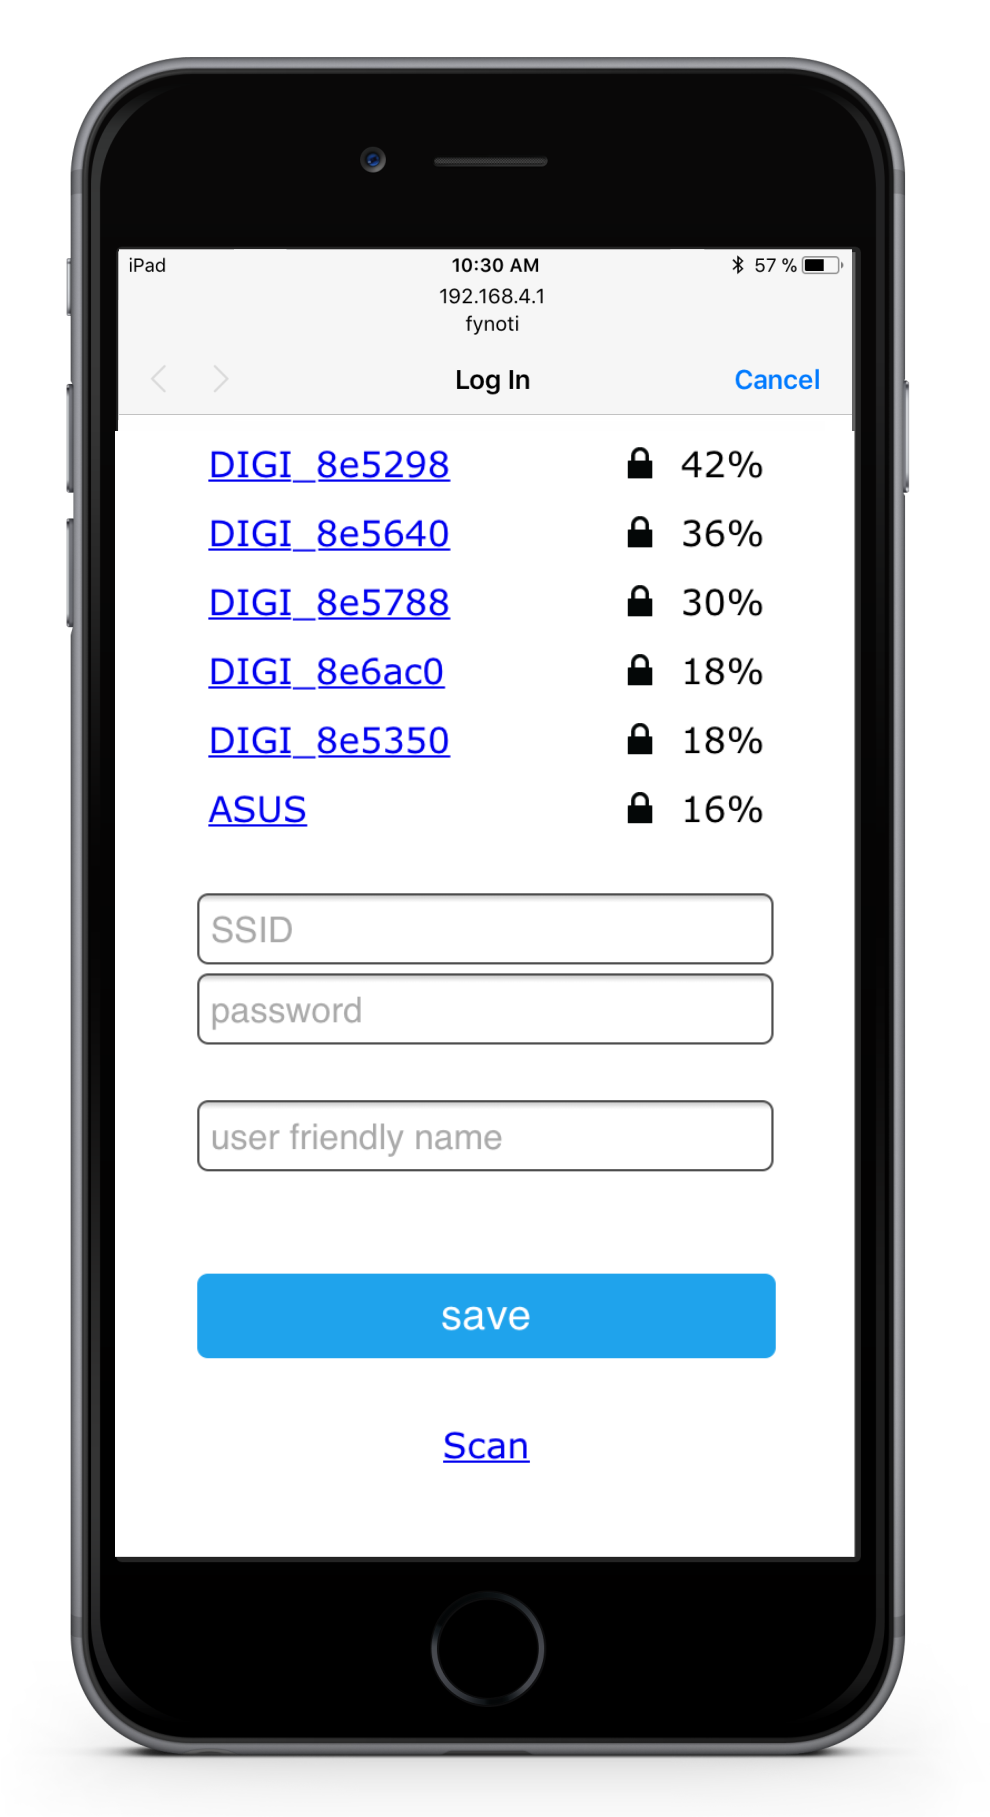 iPad 10:30 AM 57 %
192.168.4.1
fynoti
Log In Cancel
DIGI_8e5298 42%
DIGI_8e5640 36%
DIGI_8e5788 30%
DIGI_8e6ac0 18%
DIGI_8e5350 18%
ASUS 16%
SSID
password
user friendly name
save
Scan